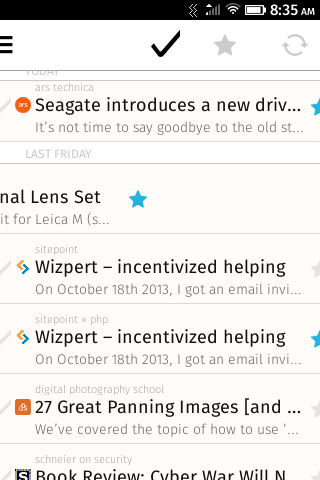 8:35 AM
TODAY
ars technica
ars
Seagate introduces a new driv...
It's not time to say goodbye to the old st...
LAST FRIDAY
nal Lens Set
it for Leica M (s...
sitepoint
Wizpert – incentivized helping
On October 18th 2013, I got an email invi...
sitepoint » php
Wizpert – incentivized helping
On October 18th 2013, I got an email invi...
digital photography school
27 Great Panning Images [and ...
We've covered the topic of how to use '...
schneier on security
Book Review: Cyber War Will N